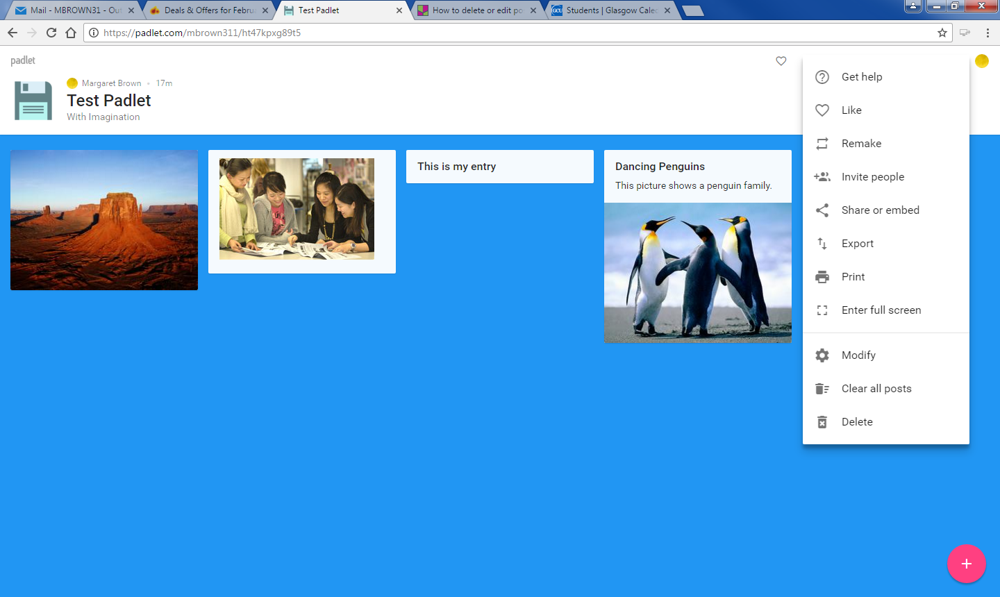 Mail - MBROWN31 - Out
Deals & Offers for Februa
Test Padlet
How to delete or edit po
Students | Glasgow Caled
https://padlet.com/mbrown311/ht47kpxg89t5
padlet
Margaret Brown • 17m
Test Padlet
With Imagination
This is my entry
Dancing Penguins
This picture shows a penguin family.
Get help
Like
Remake
Invite people
Share or embed
Export
Print
Enter full screen
Modify
Clear all posts
Delete